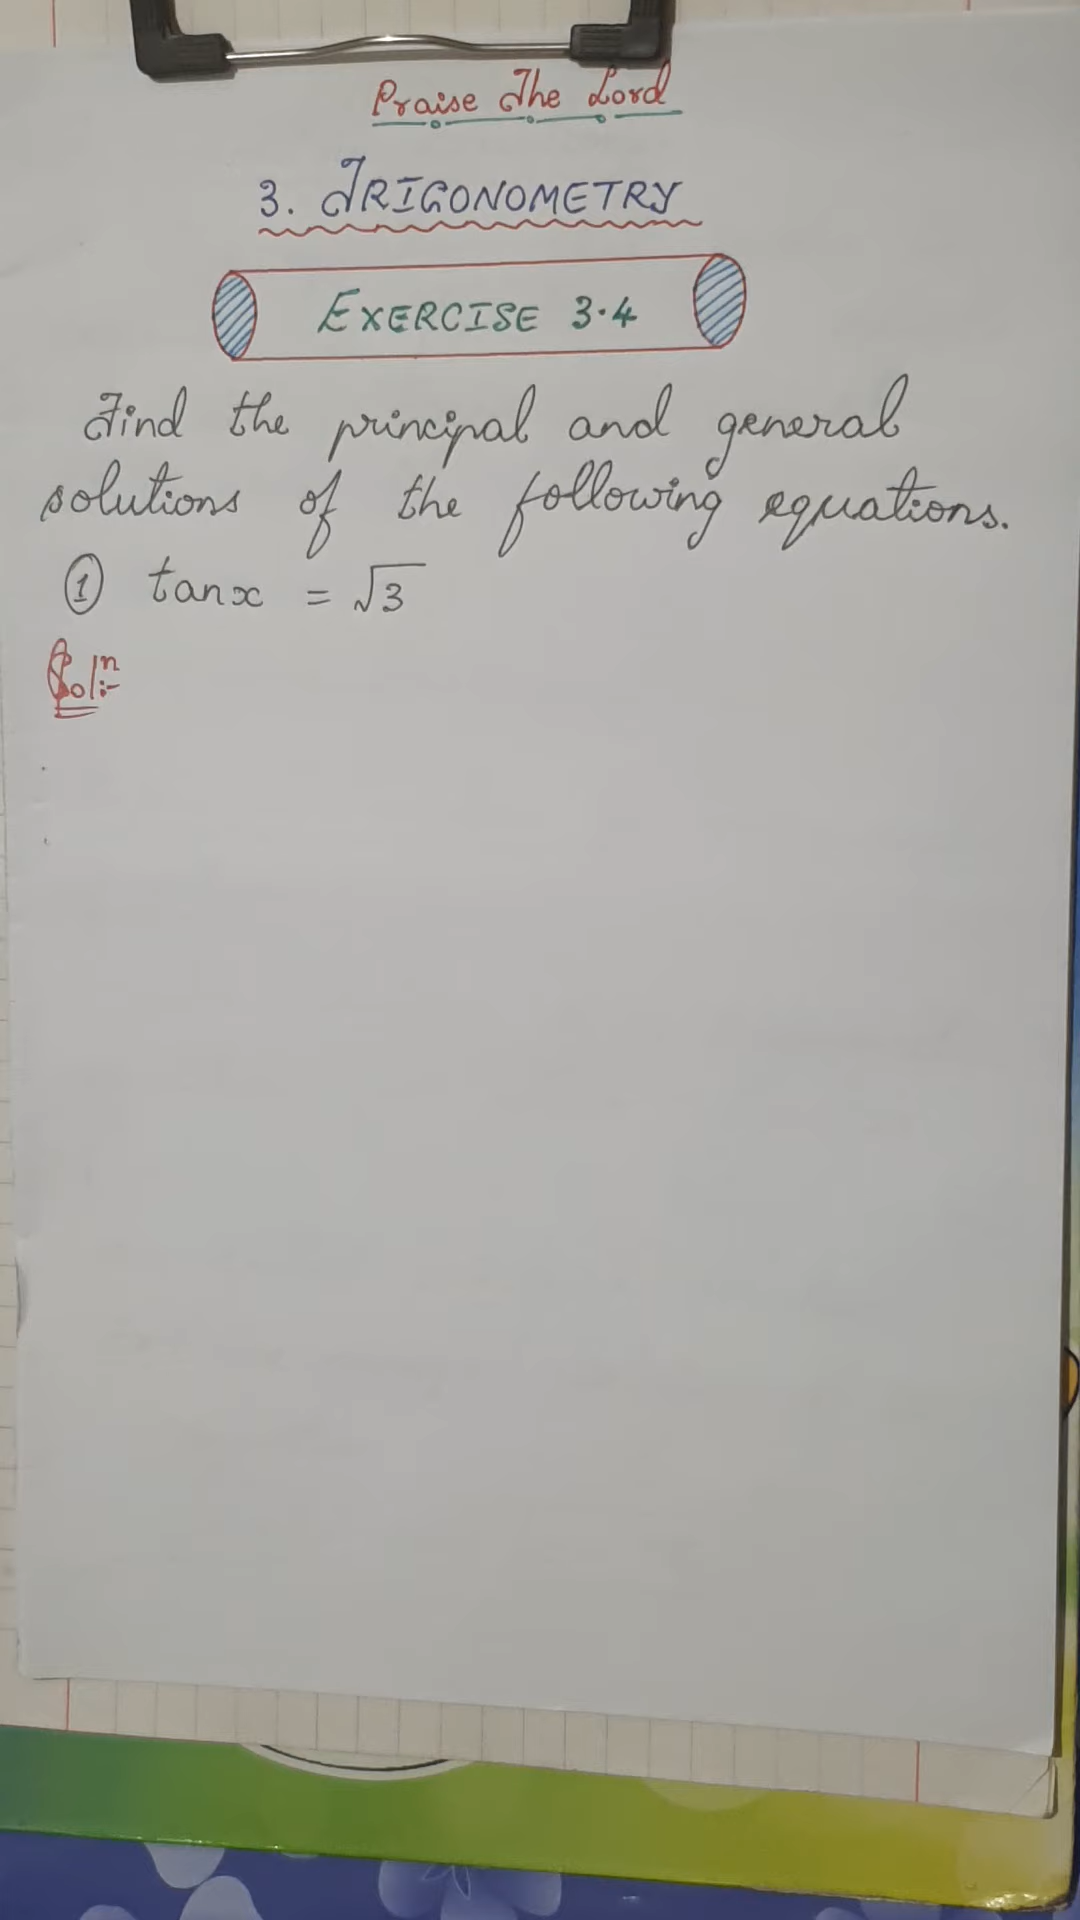 Praise The Lord
3. TRIGONOMETRY
EXERCISE 3.4
Find the principal and general
solutions of the following equations.
① tanx = √3
Solⁿ:-